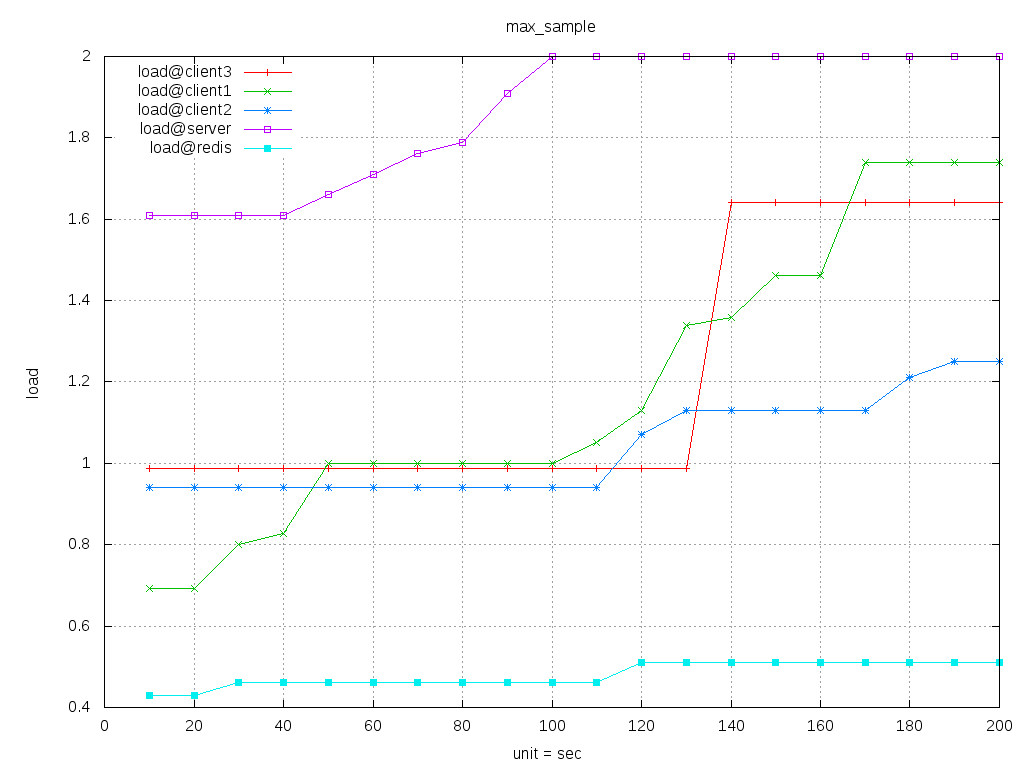 max_sample
2
1.8
1.6
1.4
1.2
1
0.8
0.6
0.4
load
load@client3
load@client1
load@client2
load@server
load@redis
0 20 40 60 80 100 120 140 160 180 200
unit = sec